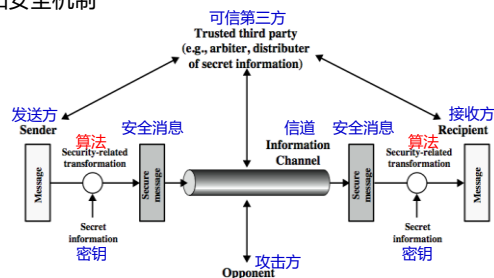 可信第三方
Trusted third party
(e.g., arbiter, distributer
of secret information)
发送方
Sender
接收方
Recipient
算法
Security-related
transformation
安全消息
信道
Information
Channel
安全消息
算法
Security-related
transformation
Message
Secure
message
Secure
message
Message
Secret
information
密钥
Secret
information
密钥
攻击方
Opponent